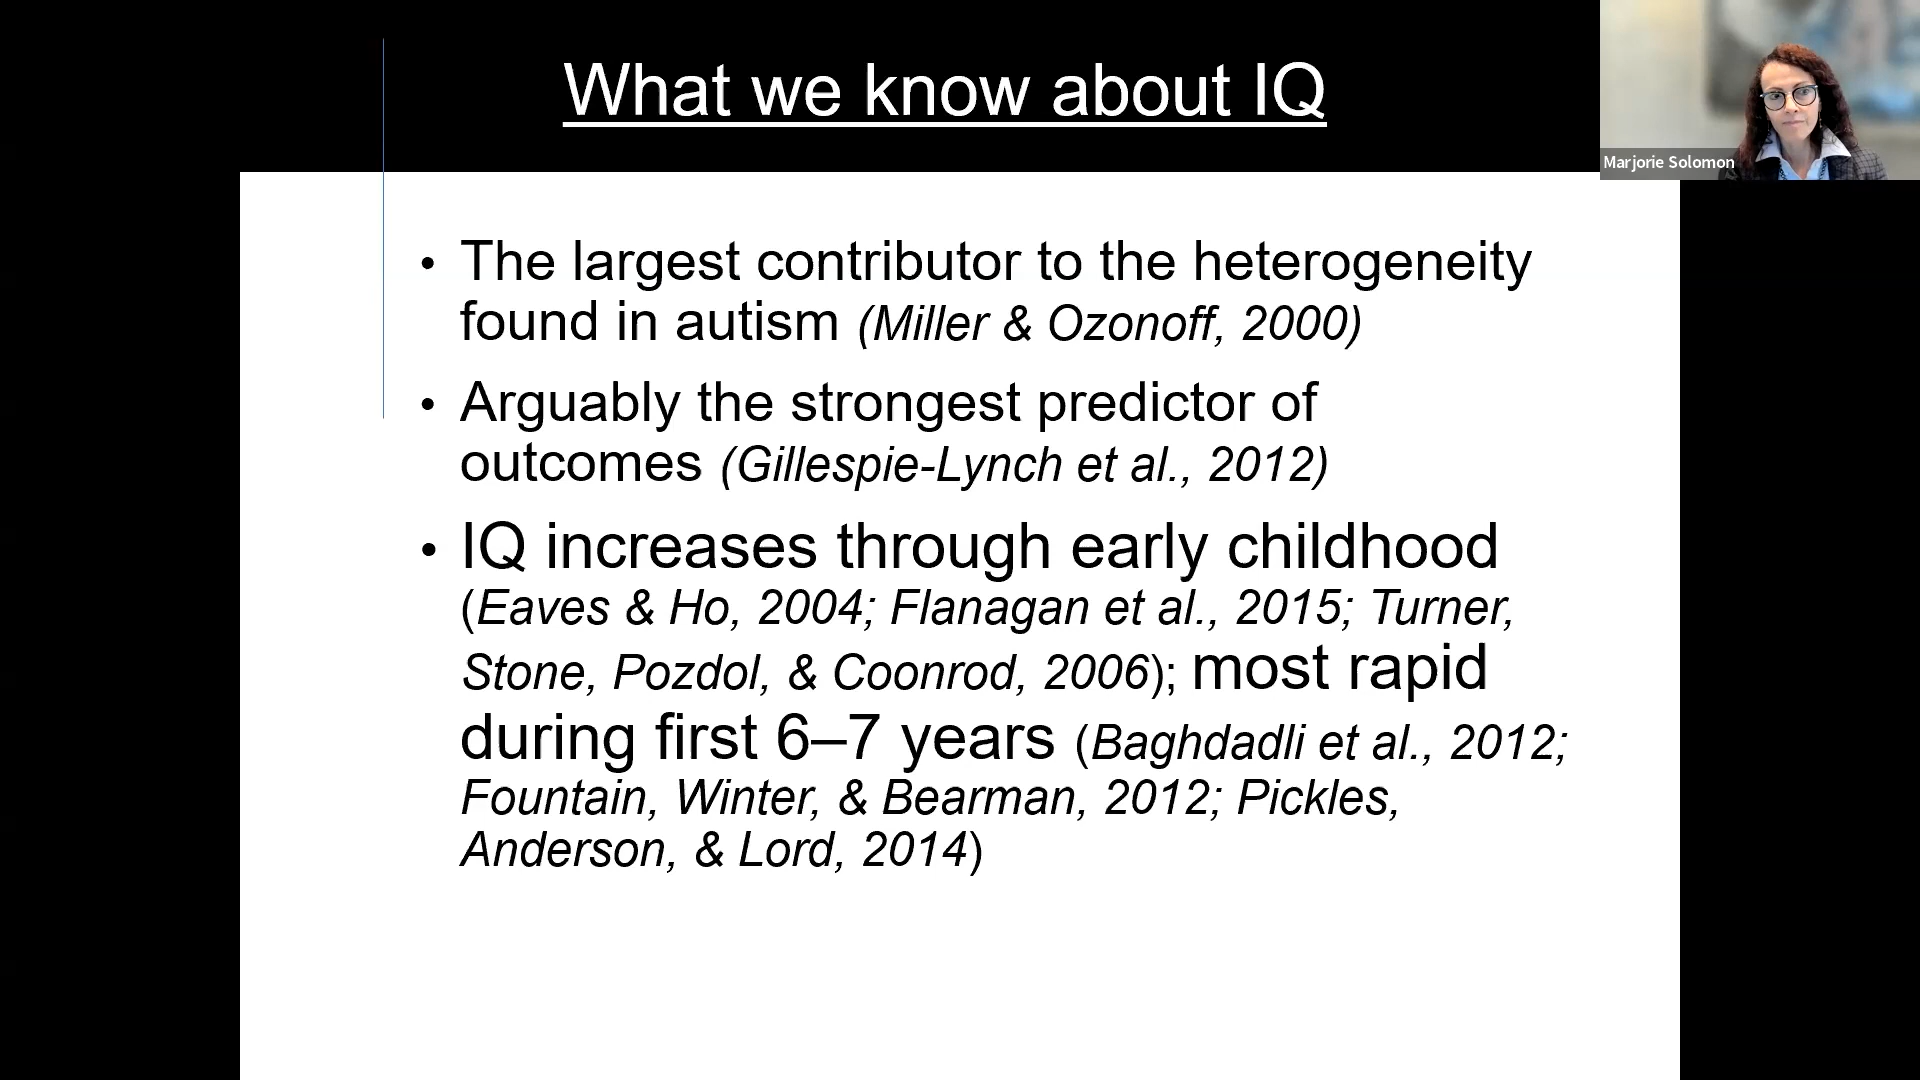 What we know about IQ
Marjorie Solomon
• The largest contributor to the heterogeneity
found in autism (Miller & Ozonoff, 2000)
• Arguably the strongest predictor of
outcomes (Gillespie-Lynch et al., 2012)
• IQ increases through early childhood
(Eaves & Ho, 2004; Flanagan et al., 2015; Turner,
Stone, Pozdol, & Coonrod, 2006); most rapid
during first 6–7 years (Baghdadli et al., 2012;
Fountain, Winter, & Bearman, 2012; Pickles,
Anderson, & Lord, 2014)